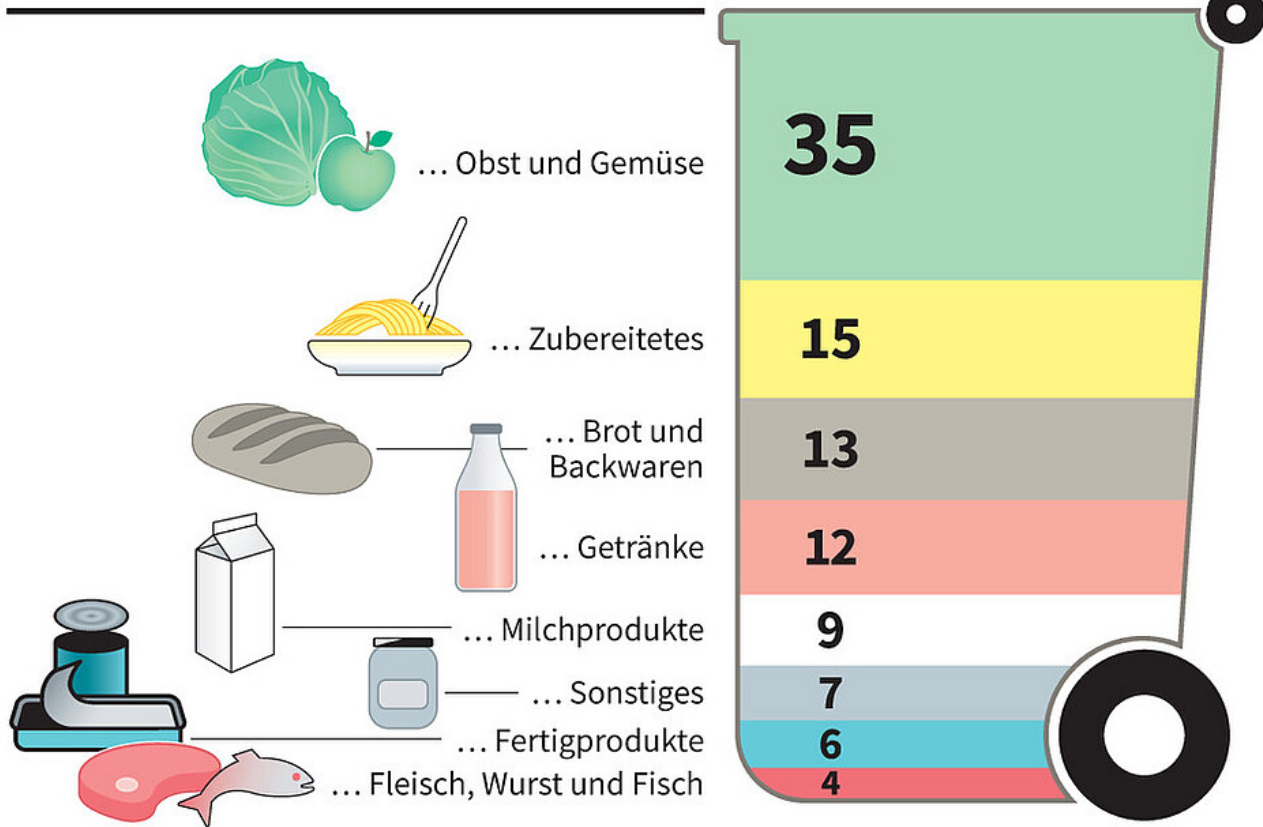 … Obst und Gemüse 35
… Zubereitetes 15
… Brot und
Backwaren 13
… Getränke 12
… Milchprodukte 9
… Sonstiges 7
… Fertigprodukte 6
… Fleisch, Wurst und Fisch 4